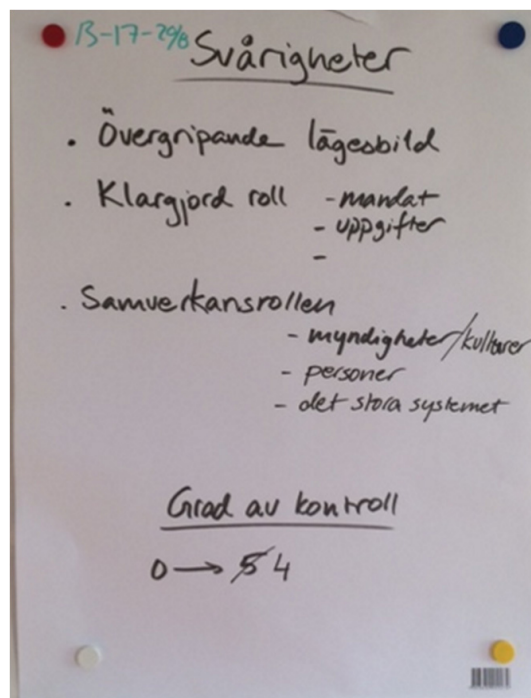 B-17-29/8
Svårigheter
. Övergripande lägesbild
. Klargjord roll - mandat
- uppgifter
-
. Samverkansrollen
- myndigheter/kulturer
- personer
- det stora systemet
Grad av kontroll
0 → 5 4